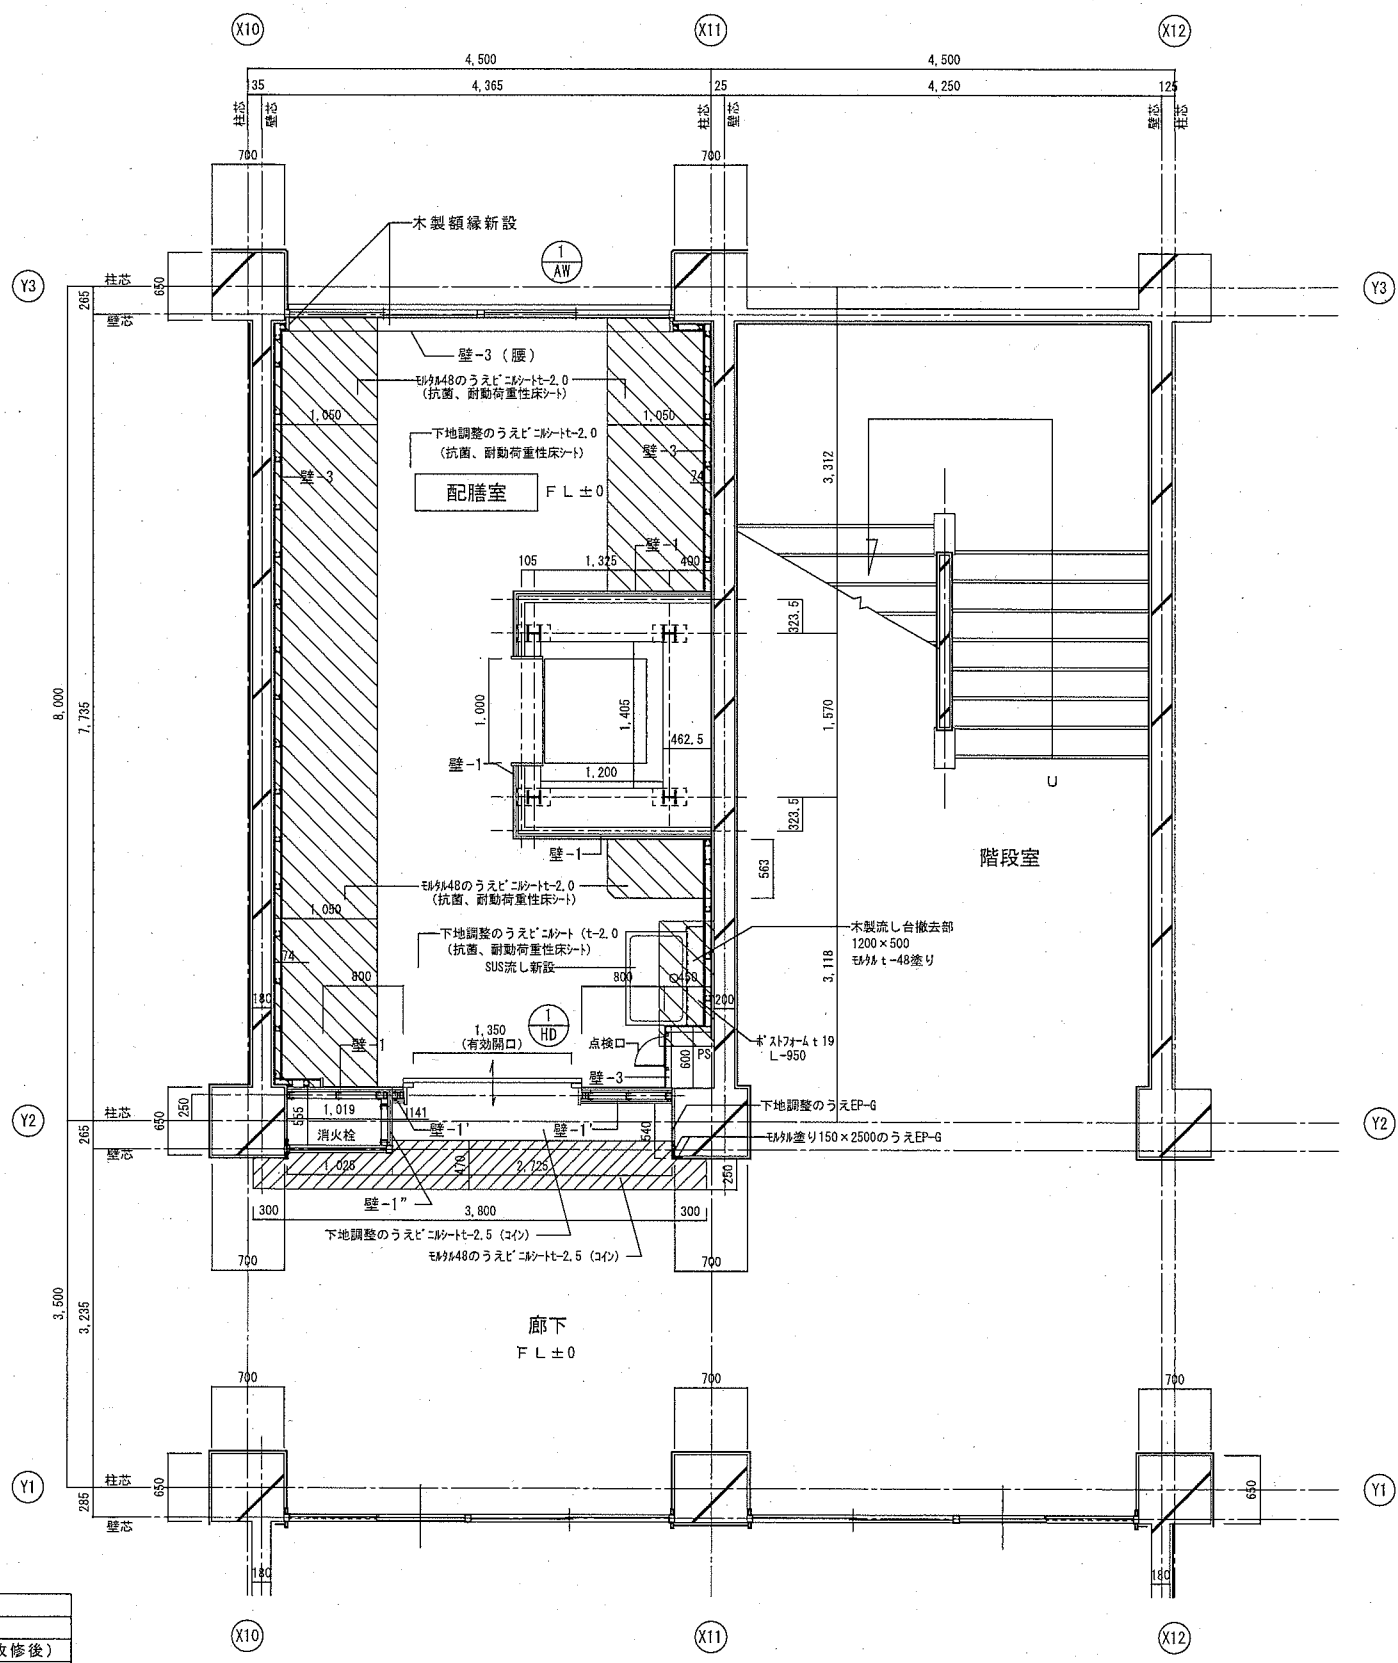 X10
X11
X12
4,500
4,500
135
4,365
125
4,250
125
柱芯
壁芯
柱芯
壁芯
壁芯
柱芯
700
700
木製額縁新設
1
AW
Y3
柱芯
壁芯
265
650
Y3
壁-3（腰）
ﾓﾙﾀﾙ48のうえﾋﾞﾆﾙｼｰﾄt-2.0
(抗菌、耐動荷重性床ｼｰﾄ)
1,050
1,050
下地調整のうえﾋﾞﾆﾙｼｰﾄt-2.0
(抗菌、耐動荷重性床ｼｰﾄ)
壁-3
壁-3
74
配膳室
ＦＬ±0
3,312
壁-1
105
1,325
400
323.5
8,000
7,735
1,000
1,405
462.5
1,570
壁-1
1,200
323.5
U
壁-1
563
階段室
ﾓﾙﾀﾙ48のうえﾋﾞﾆﾙｼｰﾄt-2.0
(抗菌、耐動荷重性床ｼｰﾄ)
1,050
下地調整のうえﾋﾞﾆﾙｼｰﾄ (t-2.0
(抗菌、耐動荷重性床ｼｰﾄ)
SUS流し新設
木製流し台撤去部
1200×500
ﾓﾙﾀﾙ t-48塗り
3,118
74
800
800
450
180
200
1
HD
1,350
(有効開口)
点検口
PS
600
ﾎﾟｽﾄﾌｫｰﾑ t 19
L-950
壁-1
壁-3
Y2
柱芯
壁芯
265
650
250
555
1,019
141
消火栓
壁-1'
壁-1'
540
下地調整のうえEP-G
ﾓﾙﾀﾙ塗り150×2500のうえEP-G
Y2
1,025
470
2,725
250
壁-1"
300
3,800
300
下地調整のうえﾋﾞﾆﾙｼｰﾄt-2.5 (ｺｲﾝ)
ﾓﾙﾀﾙ48のうえﾋﾞﾆﾙｼｰﾄt-2.5 (ｺｲﾝ)
700
700
3,500
3,235
廊下
ＦＬ±0
700
700
700
Y1
柱芯
壁芯
285
650
650
Y1
180
180
X10
X11
X12
改修後）